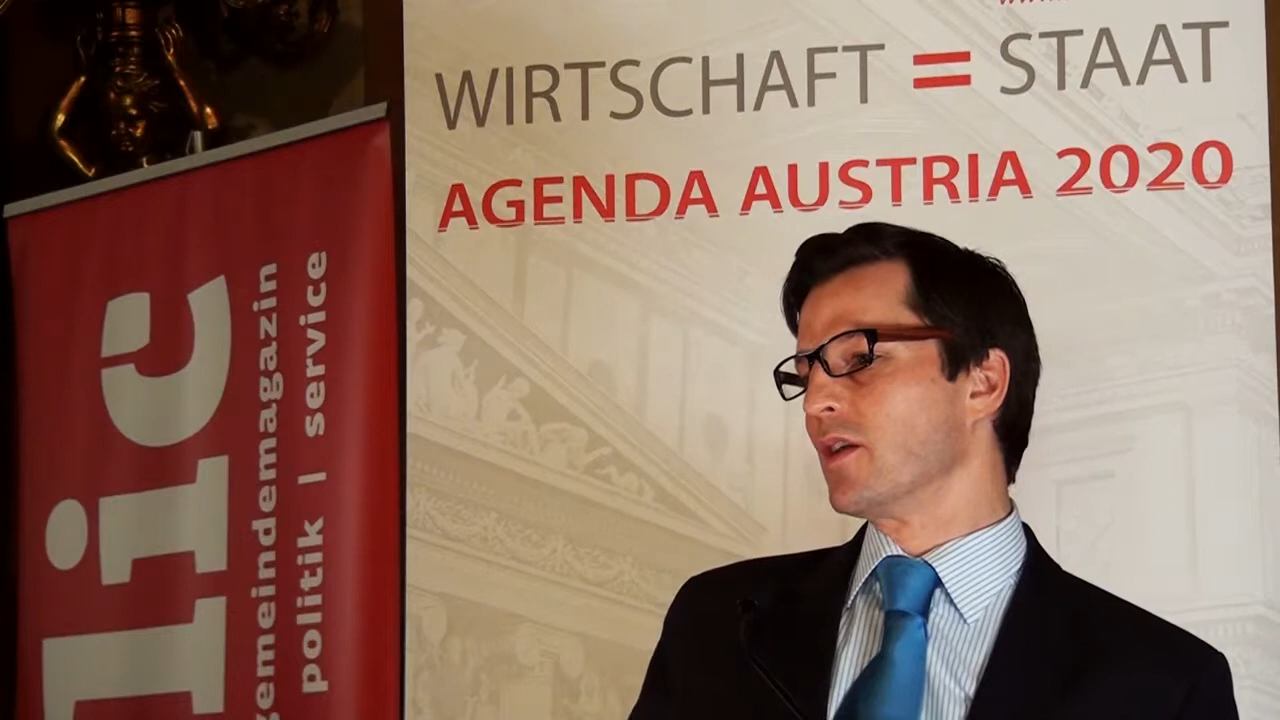 WIRTSCHAFT = STAAT
AGENDA AUSTRIA 2020
lic
gemeindemagazin
politik | service